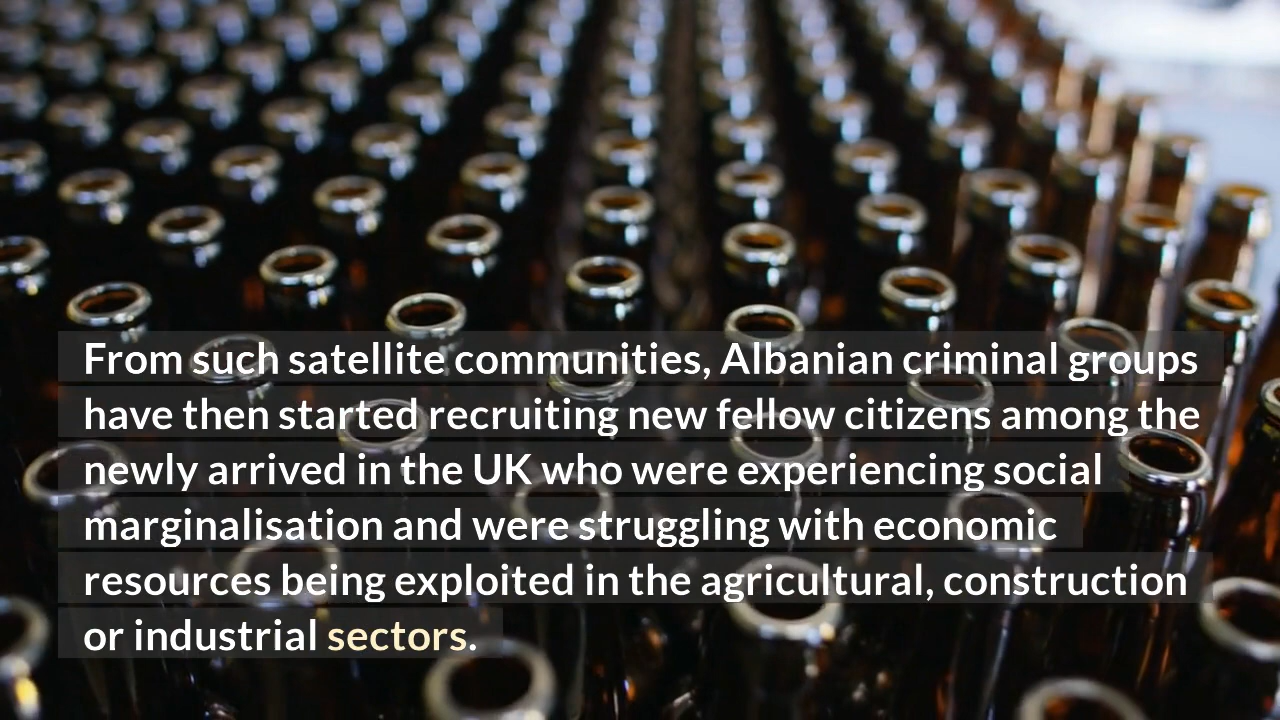 From such satellite communities, Albanian criminal groups
have then started recruiting new fellow citizens among the
newly arrived in the UK who were experiencing social
marginalisation and were struggling with economic
resources being exploited in the agricultural, construction
or industrial sectors.